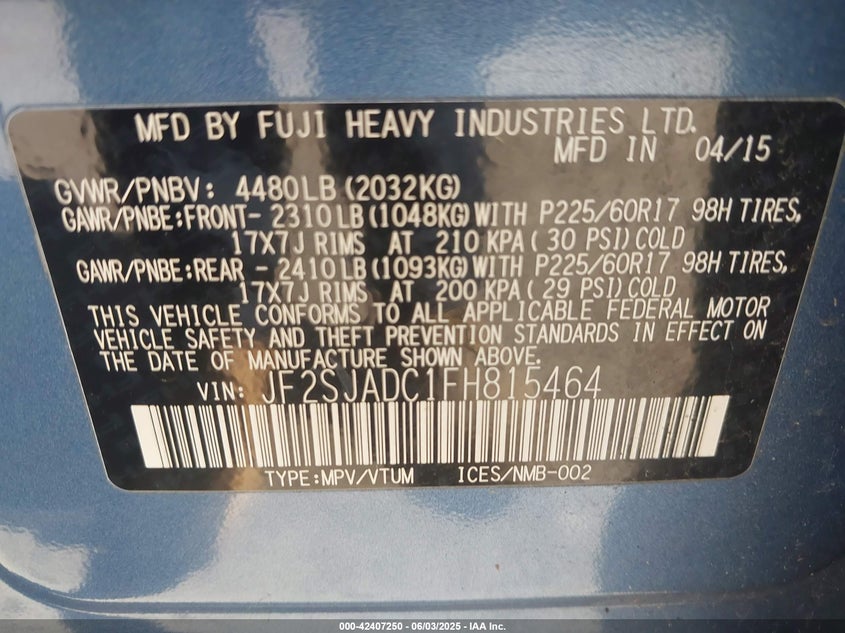 MFD BY FUJI HEAVY INDUSTRIES LTD.
MFD IN 04/15
GVWR/PNBV: 4480LB (2032KG)
GAWR/PNBE:FRONT- 2310LB (1048KG) WITH P225/60R17 98H TIRES,
17X7J RIMS AT 210 KPA (30 PSI) COLD
GAWR/PNBE:REAR - 2410LB (1093KG) WITH P225/60R17 98H TIRES,
17X7J RIMS AT 200 KPA (29 PSI) COLD
THIS VEHICLE CONFORMS TO ALL APPLICABLE FEDERAL MOTOR
VEHICLE SAFETY AND THEFT PREVENTION STANDARDS IN EFFECT ON
THE DATE OF MANUFACTURE SHOWN ABOVE.
VIN: JF2SJADC1FH815464
TYPE:MPV/VTUM ICES/NMB-002
000-42407250 - 06/03/2025 - IAA Inc.